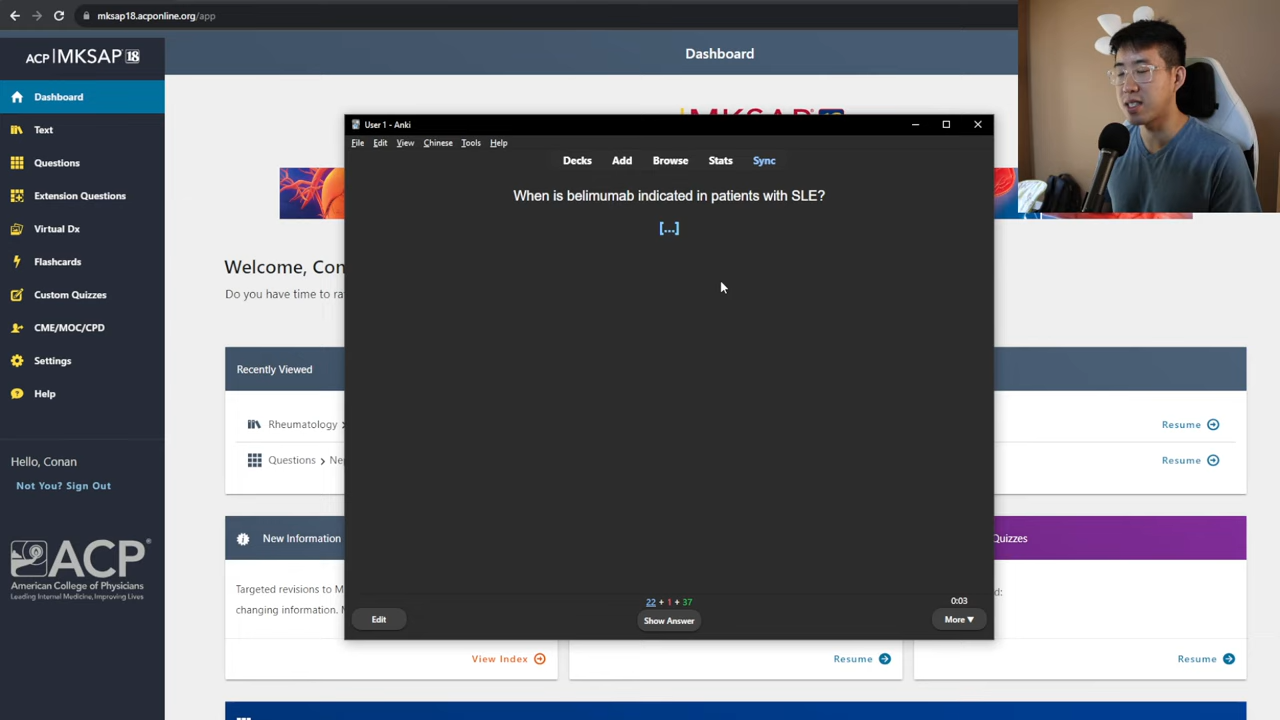 mksap18.acponline.org/app
ACP MKSAP 18
Dashboard
Dashboard
Text
Questions
Extension Questions
Virtual Dx
Flashcards
Custom Quizzes
CME/MOC/CPD
Settings
Help
Hello, Conan
Not You? Sign Out
ACP
American College of Physicians
Leading Internal Medicine, Improving Lives
User 1 - Anki
File Edit View Chinese Tools Help
Decks Add Browse Stats Sync
When is belimumab indicated in patients with SLE?
[...]
22 + 1 + 37
0:03
Edit
Show Answer
More ▼
Welcome,
Do you have time to
Recently Viewed
Rheumatology >
Resume
Questions >
Resume
New Information
Quizzes
Targeted revisions to
changing information.
View Index
Resume
Resume